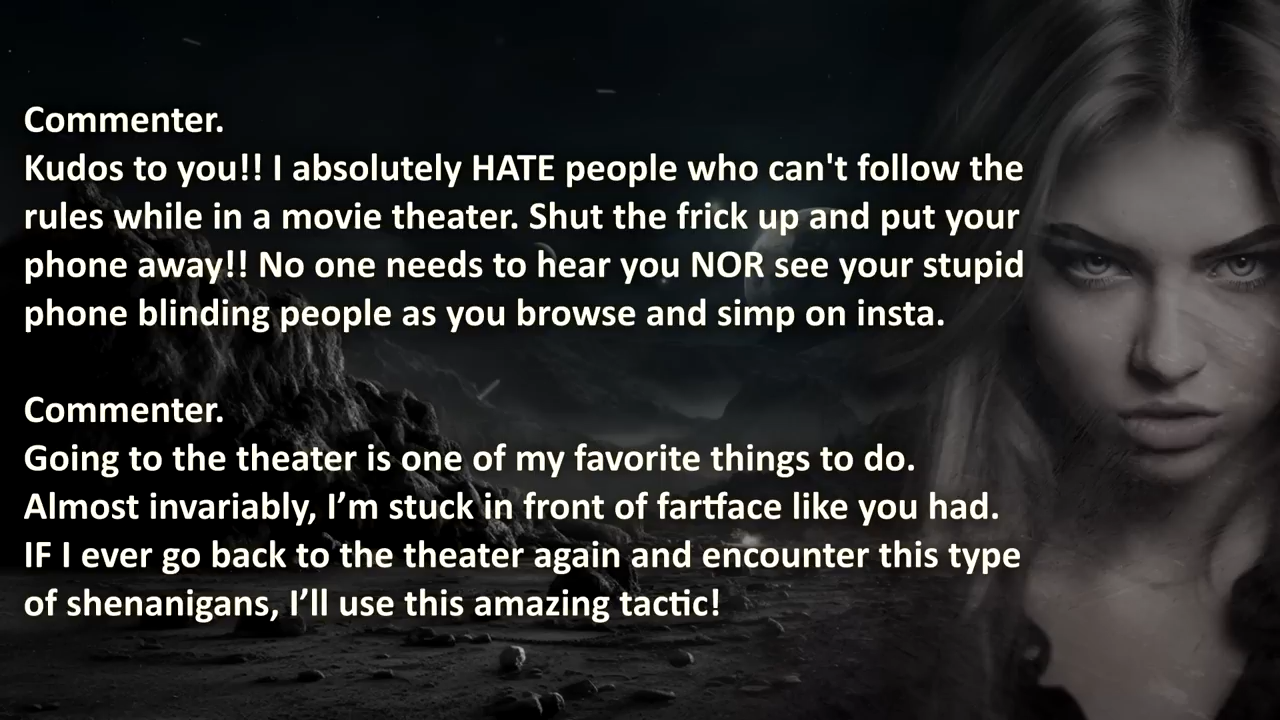 Commenter.
Kudos to you!! I absolutely HATE people who can't follow the
rules while in a movie theater. Shut the frick up and put your
phone away!! No one needs to hear you NOR see your stupid
phone blinding people as you browse and simp on insta.
Commenter.
Going to the theater is one of my favorite things to do.
Almost invariably, I’m stuck in front of fartface like you had.
IF I ever go back to the theater again and encounter this type
of shenanigans, I’ll use this amazing tactic!